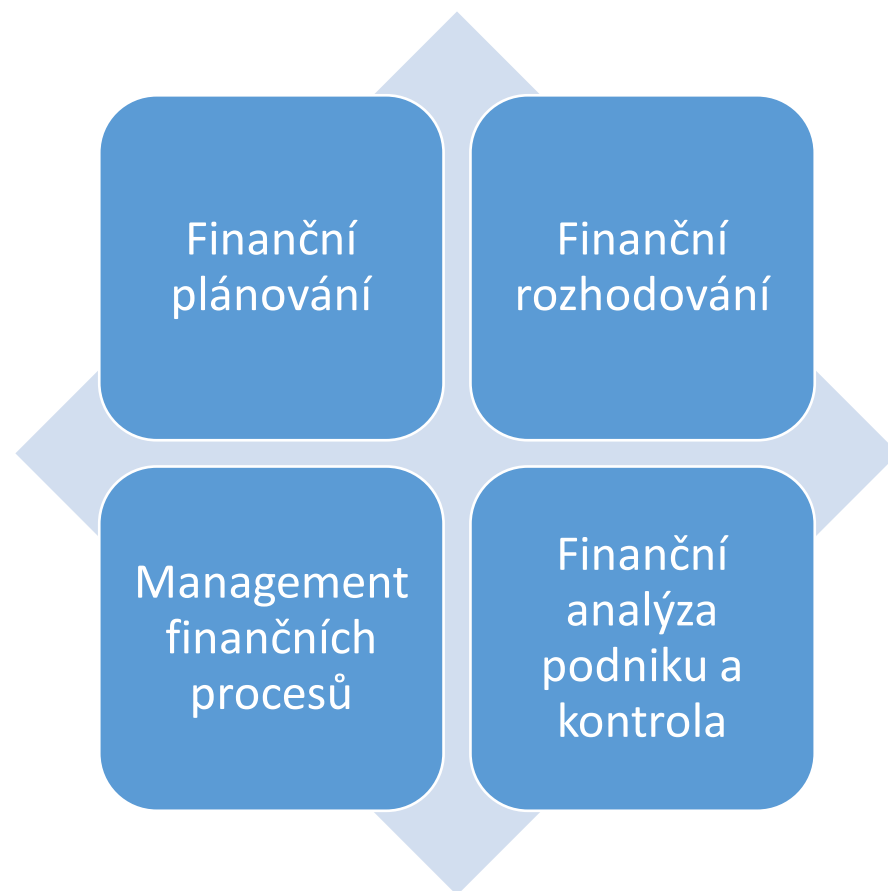 Finanční
plánování
Finanční
rozhodování
Management
finančních
procesů
Finanční
analýza
podniku a
kontrola